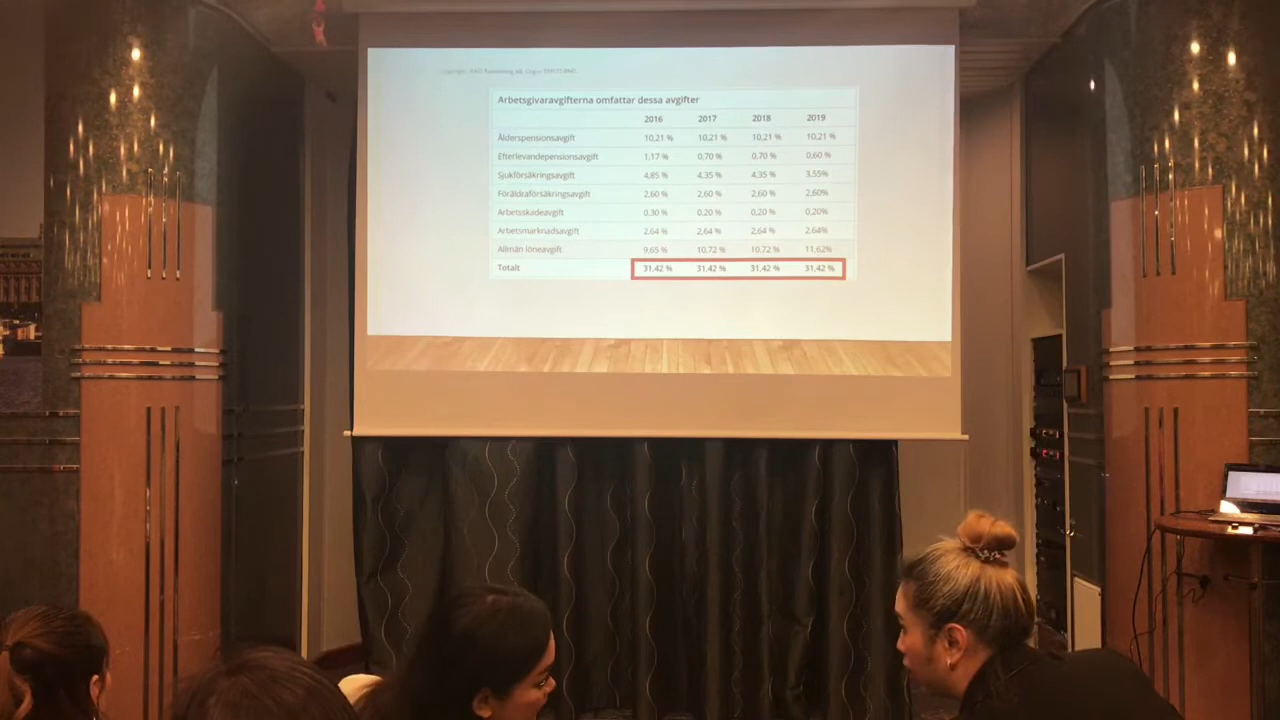 Arbetsgivaravgifterna omfattar dessa avgifter
2016 2017 2018 2019
Ålderspensionsavgift 10,21 % 10,21 % 10,21 % 10,21 %
Efterlevandepensionsavgift 1,17 % 0,70 % 0,70 % 0,60 %
Sjukförsäkringsavgift 4,85 % 4,35 % 4,35 % 3,55%
Föräldraförsäkringsavgift 2,60 % 2,60 % 2,60 % 2,60%
Arbetsskadeavgift 0,30 % 0,20 % 0,20 % 0,20%
Arbetsmarknadsavgift 2,64 % 2,64 % 2,64 % 2,64%
Allmän löneavgift 9,65 % 10,72 % 10,72 % 11,62%
Totalt 31,42 % 31,42 % 31,42 % 31,42 %